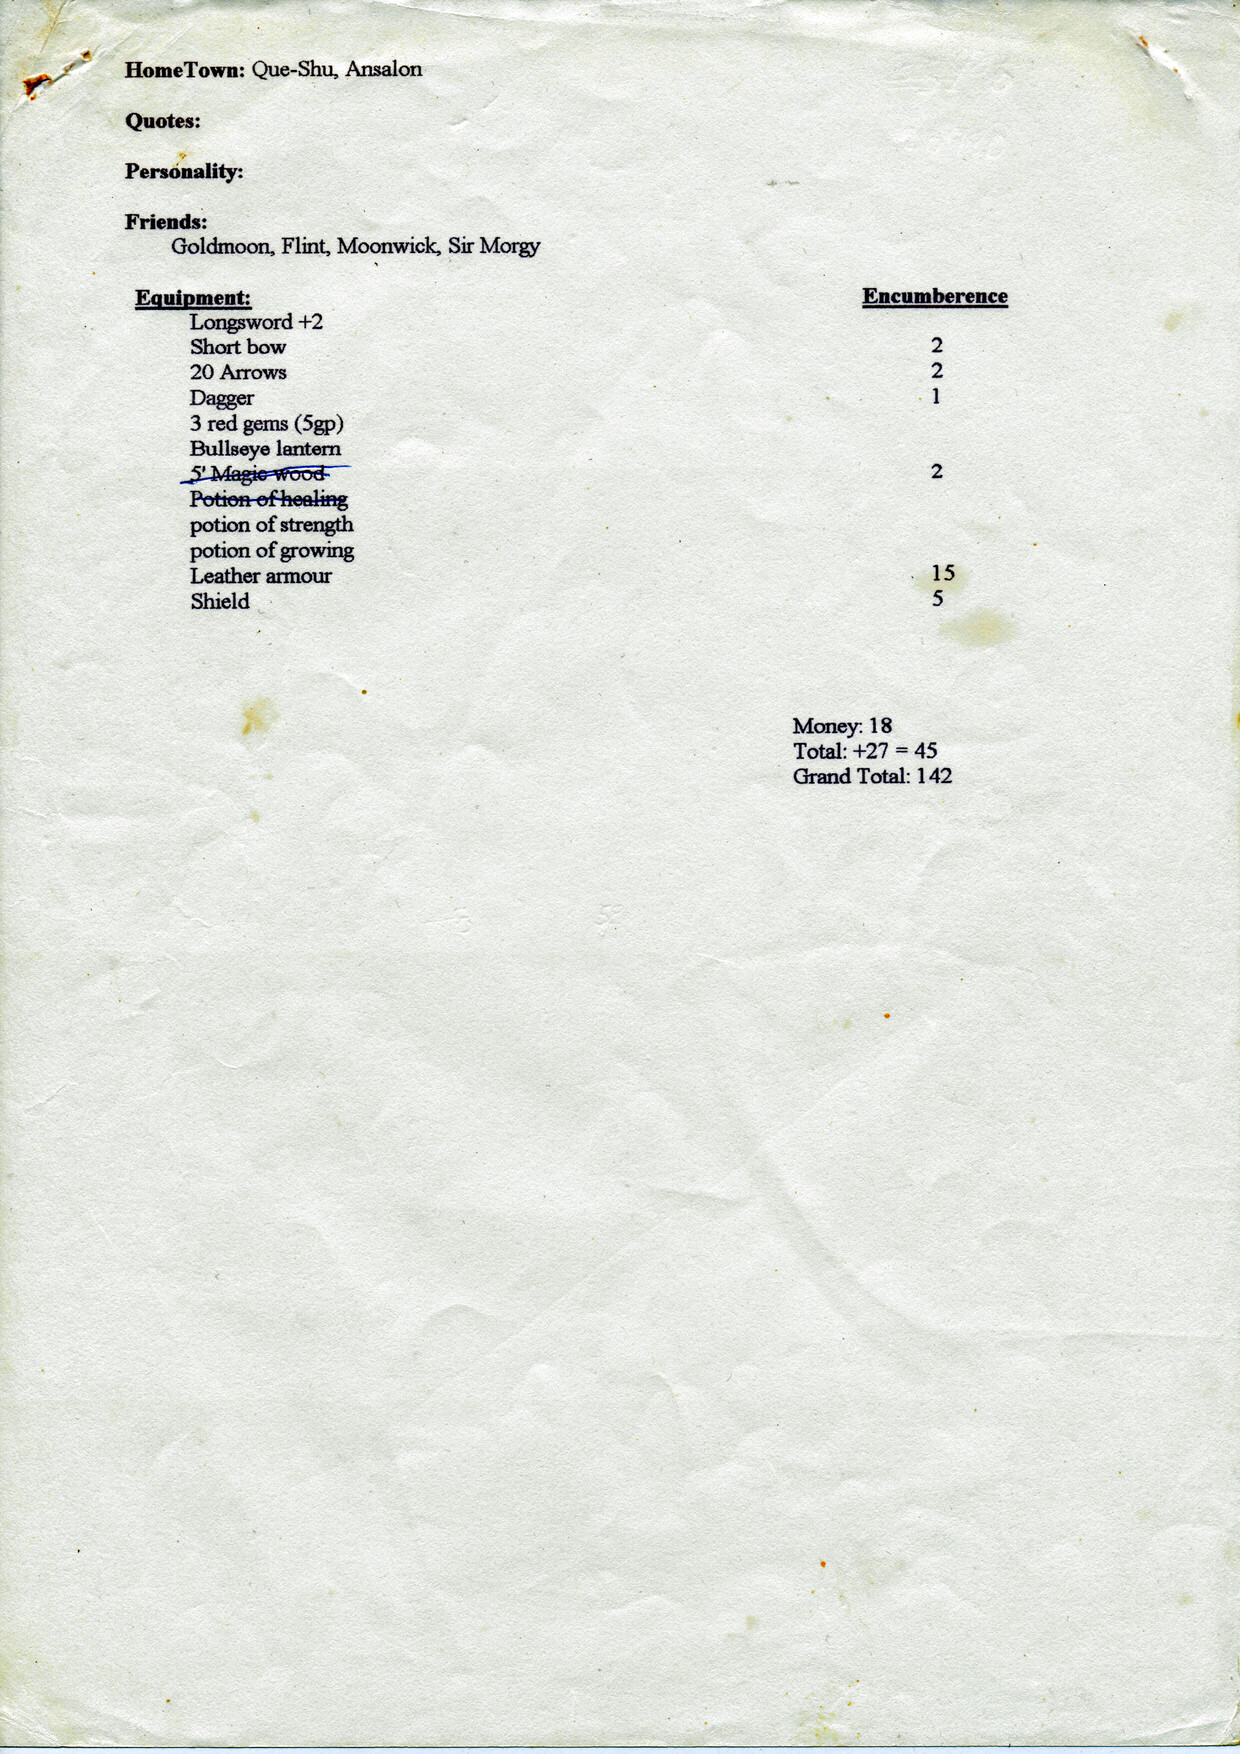 HomeTown: Que-Shu, Ansalon
Quotes:
Personality:
Friends:
Goldmoon, Flint, Moonwick, Sir Morgy
Equipment: Encumberence
Longsword +2
Short bow 2
20 Arrows 2
Dagger 1
3 red gems (5gp)
Bullseye lantern
5' Magic wood 2
Potion of healing
potion of strength
potion of growing
Leather armour 15
Shield 5
Money: 18
Total: +27 = 45
Grand Total: 142